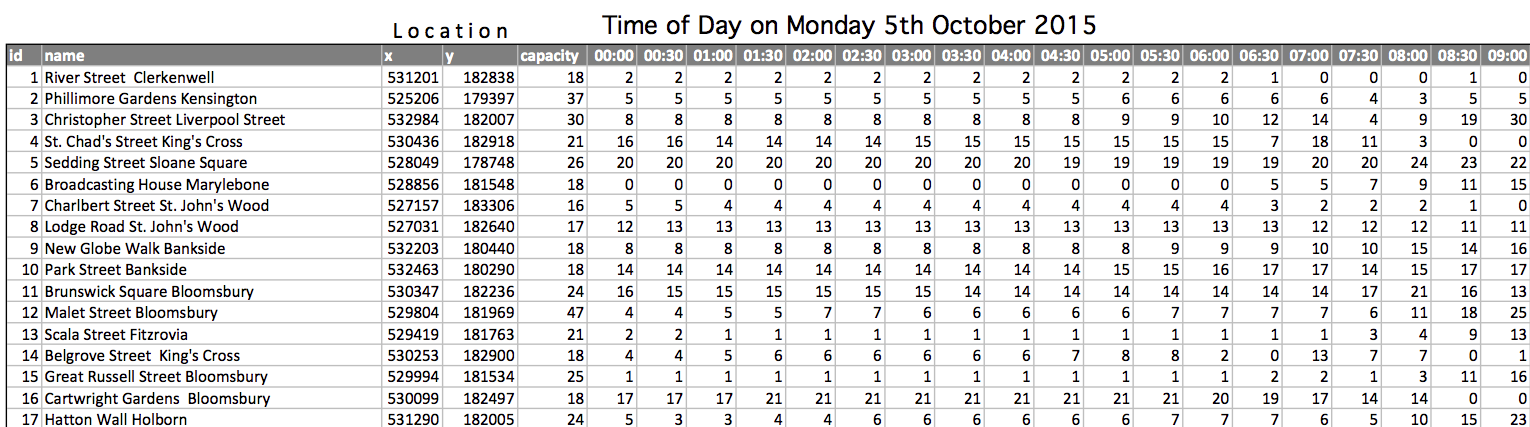 Location Time of Day on Monday 5th October 2015
id name x y capacity 00:00 00:30 01:00 01:30 02:00 02:30 03:00 03:30 04:00 04:30 05:00 05:30 06:00 06:30 07:00 07:30 08:00 08:30 09:00
1 River Street Clerkenwell 531201 182838 18 2 2 2 2 2 2 2 2 2 2 2 2 2 1 0 0 0 1 0
2 Phillimore Gardens Kensington 525206 179397 37 5 5 5 5 5 5 5 5 5 5 6 6 6 6 6 4 3 5 5
3 Christopher Street Liverpool Street 532984 182007 30 8 8 8 8 8 8 8 8 8 8 9 9 10 12 14 4 9 19 30
4 St. Chad's Street King's Cross 530436 182918 21 16 16 14 14 14 14 15 15 15 15 15 15 15 7 18 11 3 0 0
5 Sedding Street Sloane Square 528049 178748 26 20 20 20 20 20 20 20 20 20 19 19 19 19 19 20 20 24 23 22
6 Broadcasting House Marylebone 528856 181548 18 0 0 0 0 0 0 0 0 0 0 0 0 0 5 5 7 9 11 15
7 Charlbert Street St. John's Wood 527157 183306 16 5 5 4 4 4 4 4 4 4 4 4 4 4 3 2 2 2 1 0
8 Lodge Road St. John's Wood 527031 182640 17 12 13 13 13 13 13 13 13 13 13 13 13 13 13 12 12 12 11 11
9 New Globe Walk Bankside 532203 180440 18 8 8 8 8 8 8 8 8 8 8 8 9 9 9 10 10 15 14 16
10 Park Street Bankside 532463 180290 18 14 14 14 14 14 14 14 14 14 14 15 15 16 17 17 14 15 17 17
11 Brunswick Square Bloomsbury 530347 182236 24 16 15 15 15 15 15 15 14 14 14 14 14 14 14 14 17 21 16 13
12 Malet Street Bloomsbury 529804 181969 47 4 4 5 5 7 7 6 6 6 6 6 7 7 7 7 6 11 18 25
13 Scala Street Fitzrovia 529419 181763 21 2 2 1 1 1 1 1 1 1 1 1 1 1 1 1 3 4 9 13
14 Belgrove Street King's Cross 530253 182900 18 4 4 5 6 6 6 6 6 6 7 8 8 2 0 13 7 7 0 1
15 Great Russell Street Bloomsbury 529994 181534 25 1 1 1 1 1 1 1 1 1 1 1 1 1 2 2 1 3 11 16
16 Cartwright Gardens Bloomsbury 530099 182497 18 17 17 17 21 21 21 21 21 21 21 21 21 20 19 17 14 14 0 0
17 Hatton Wall Holborn 531290 182005 24 5 3 3 4 4 6 6 6 6 6 6 7 7 7 6 5 10 15 23